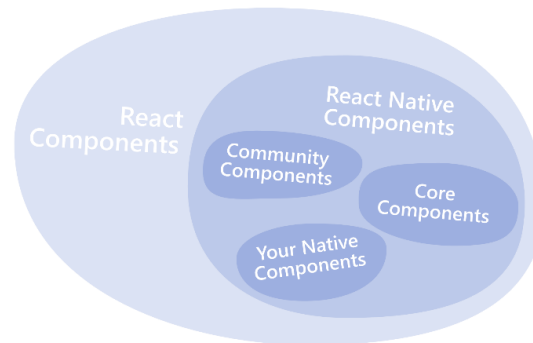 React
Components
React Native
Components
Community
Components
Core
Components
Your Native
Components